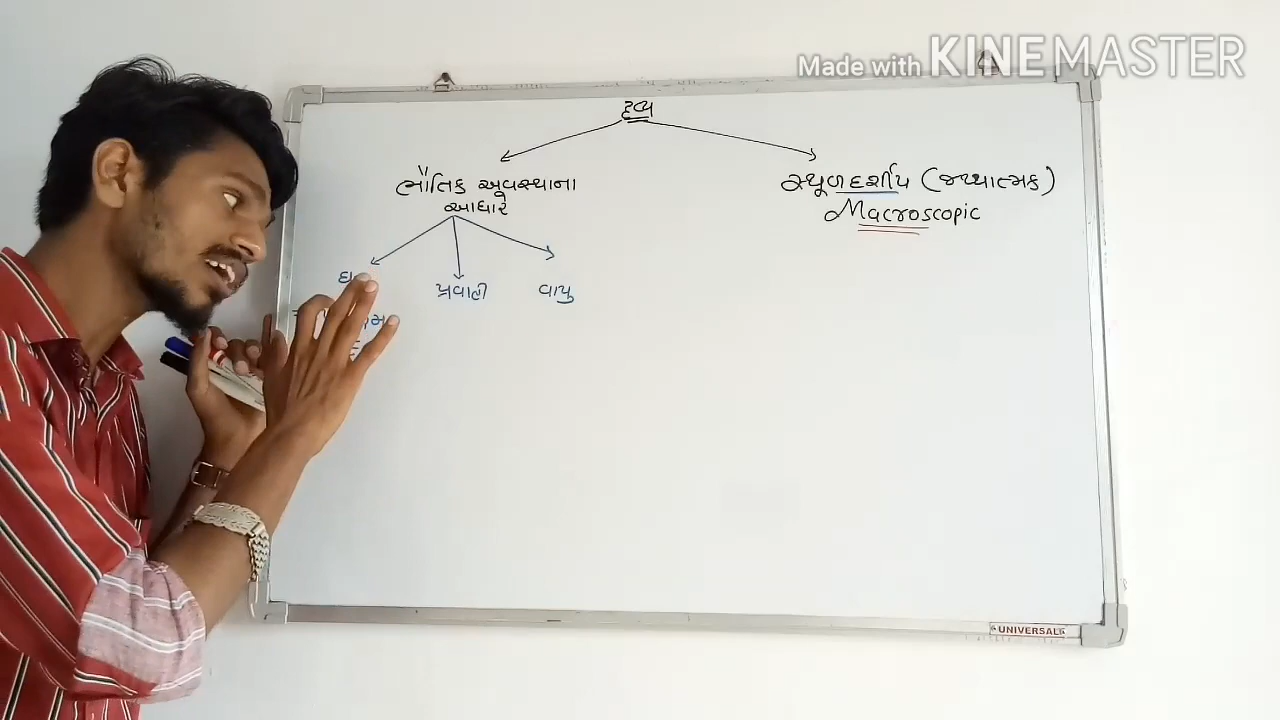 Made with KINEMASTER
દ્રવ્ય
ભૌતિક અવસ્થાના
આધારે
સ્થૂળદર્શીય (જથ્થાત્મક)
Macroscopic
પ્રવાહી
વાયુ
UNIVERSAL